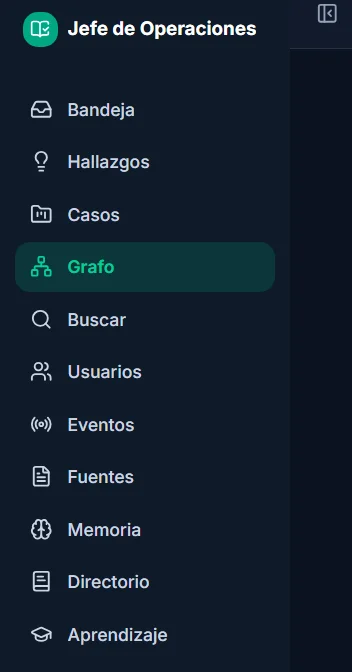 Jefe de Operaciones
Bandeja
Hallazgos
Casos
Grafo
Buscar
Usuarios
Eventos
Fuentes
Memoria
Directorio
Aprendizaje